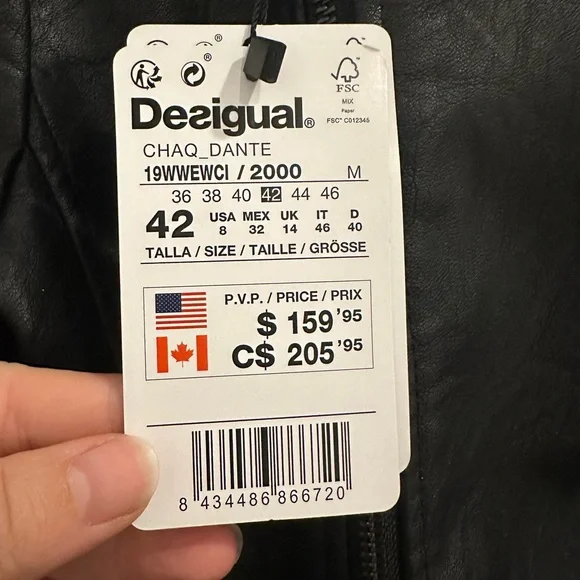 ®
®
FSC
MIX
Paper
FSC™ C012345
Desigual®
CHAQ_DANTE
19WWEWCI / 2000 M
36 38 40 42 44 46
42 USA MEX UK IT D
8 32 14 46 40
TALLA / SIZE / TAILLE / GRÖSSE
P.V.P. / PRICE / PRIX
$ 159'95
C$ 205'95
8 434486 866720